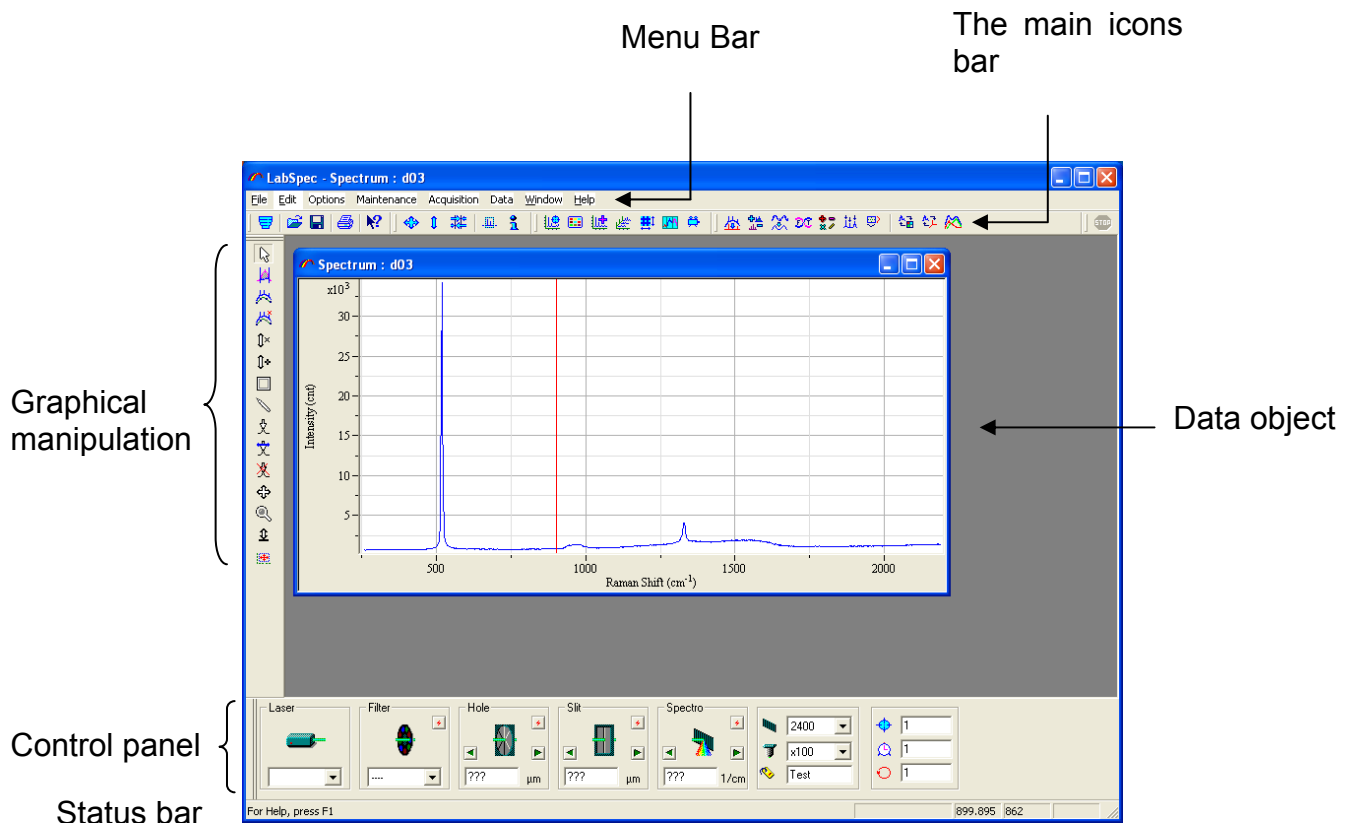 Menu Bar
The main icons
bar
LabSpec - Spectrum : d03
File Edit Options Maintenance Acquisition Data Window Help
STOP
Graphical
manipulation
Spectrum : d03
x10³
30
25
20
15
10
5
Intensity (cnt)
500 1000 1500 2000
Raman Shift (cm⁻¹)
Data object
Control panel
Laser Filter Hole Slit Spectro
2400 1
x100 1
---- ??? µm ??? µm ??? 1/cm Test 1
Status bar
For Help, press F1 899.895 862